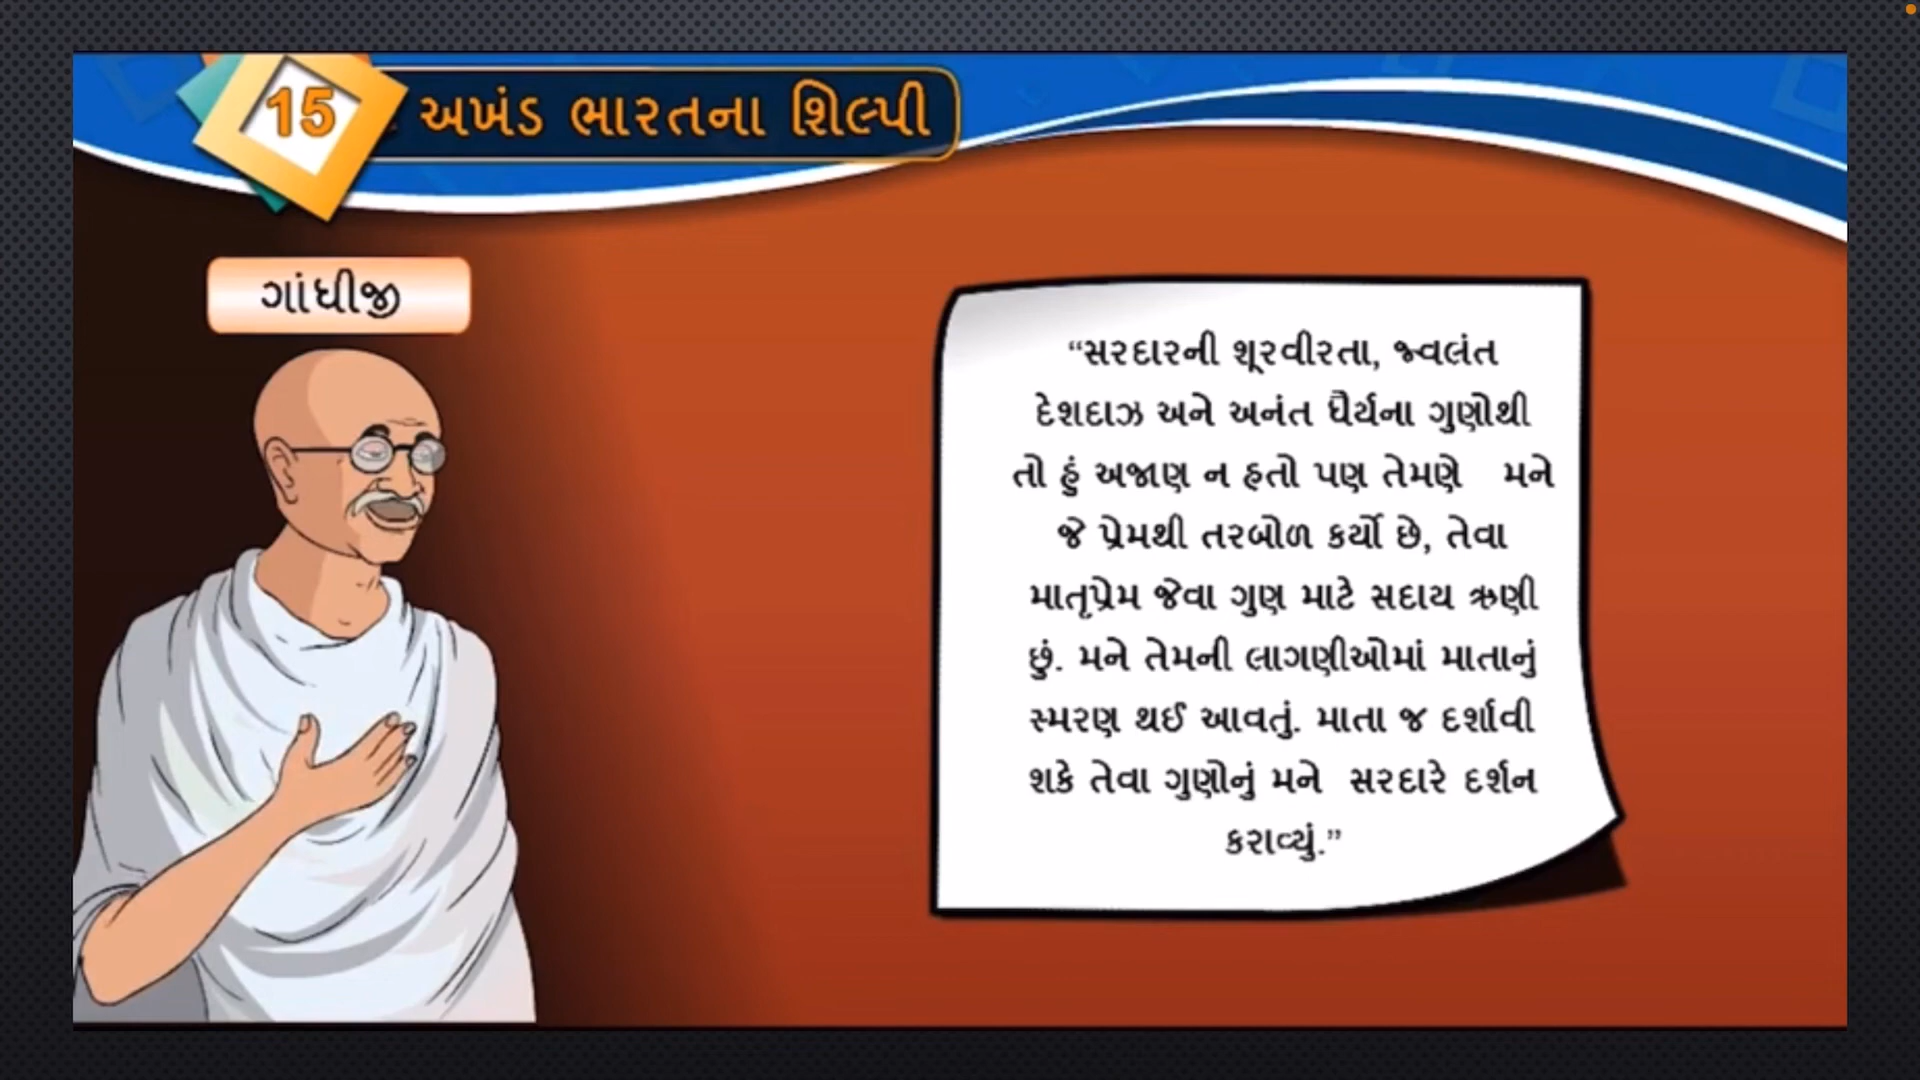 15 અખંડ ભારતના શિલ્પી
ગાંધીજી
“સરદારની શૂરવીરતા, જ્વલંત
દેશદાઝ અને અનંત ધૈર્યના ગુણોથી
તો હું અજાણ ન હતો પણ તેમણે મને
જે પ્રેમથી તરબોળ કર્યો છે, તેવા
માતૃપ્રેમ જેવા ગુણ માટે સદાય ઋણી
છું. મને તેમની લાગણીઓમાં માતાનું
સ્મરણ થઈ આવતું. માતા જ દર્શાવી
શકે તેવા ગુણોનું મને સરદારે દર્શન
કરાવ્યું.”